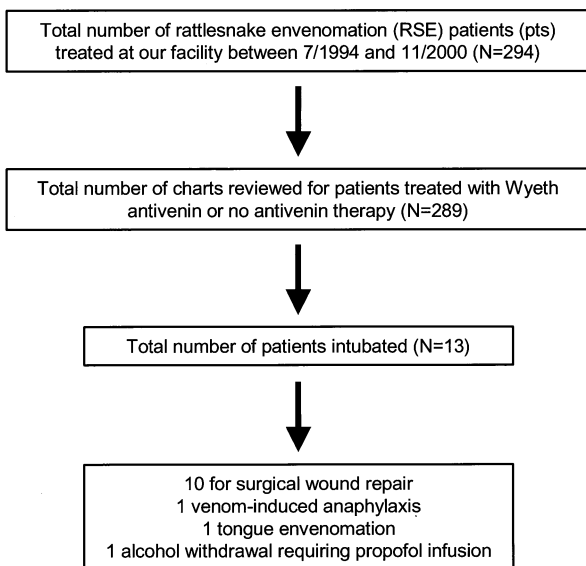 Total number of rattlesnake envenomation (RSE) patients (pts)
treated at our facility between 7/1994 and 11/2000 (N=294)
Total number of charts reviewed for patients treated with Wyeth
antivenin or no antivenin therapy (N=289)
Total number of patients intubated (N=13)
10 for surgical wound repair
1 venom-induced anaphylaxis
1 tongue envenomation
1 alcohol withdrawal requiring propofol infusion